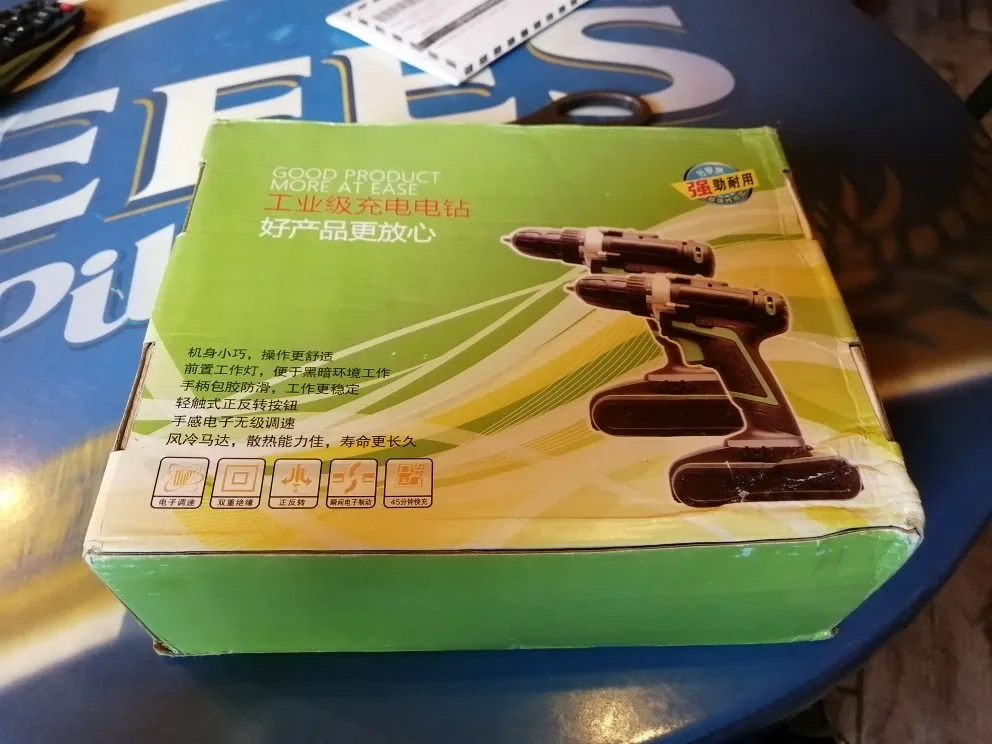 EFES
Pil
GOOD PRODUCT
MORE AT EASE
工业级充电电钻
好产品更放心
强劲耐用
机身小巧，操作更舒适
前置工作灯，便于黑暗环境工作
手柄包胶防滑，工作更稳定
轻触式正反转按钮
手感电子无级调速
风冷马达，散热能力佳，寿命更长久
电子调速
双重绝缘
正反转
瞬间电子制动
45分钟快充